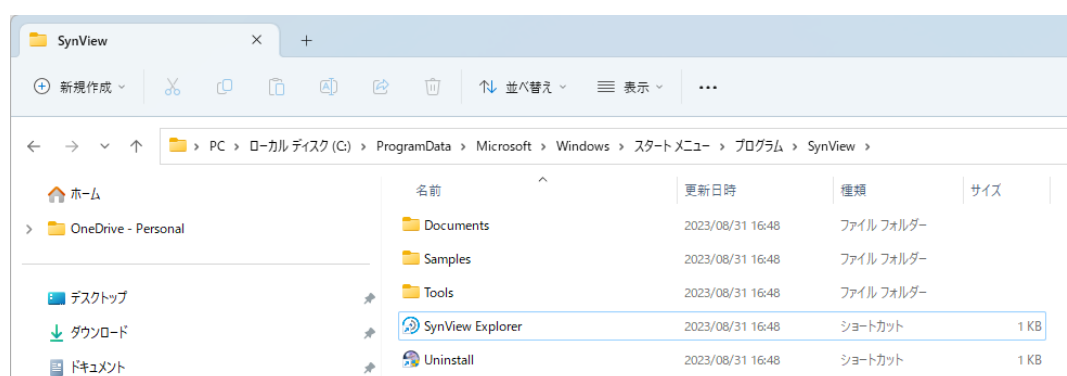 SynView
新規作成 並べ替え 表示
PC ローカル ディスク (C:) ProgramData Microsoft Windows スタート メニュー プログラム SynView
ホーム
OneDrive - Personal
デスクトップ
ダウンロード
ドキュメント
名前 更新日時 種類 サイズ
Documents 2023/08/31 16:48 ファイル フォルダー
Samples 2023/08/31 16:48 ファイル フォルダー
Tools 2023/08/31 16:48 ファイル フォルダー
SynView Explorer 2023/08/31 16:48 ショートカット 1 KB
Uninstall 2023/08/31 16:48 ショートカット 1 KB